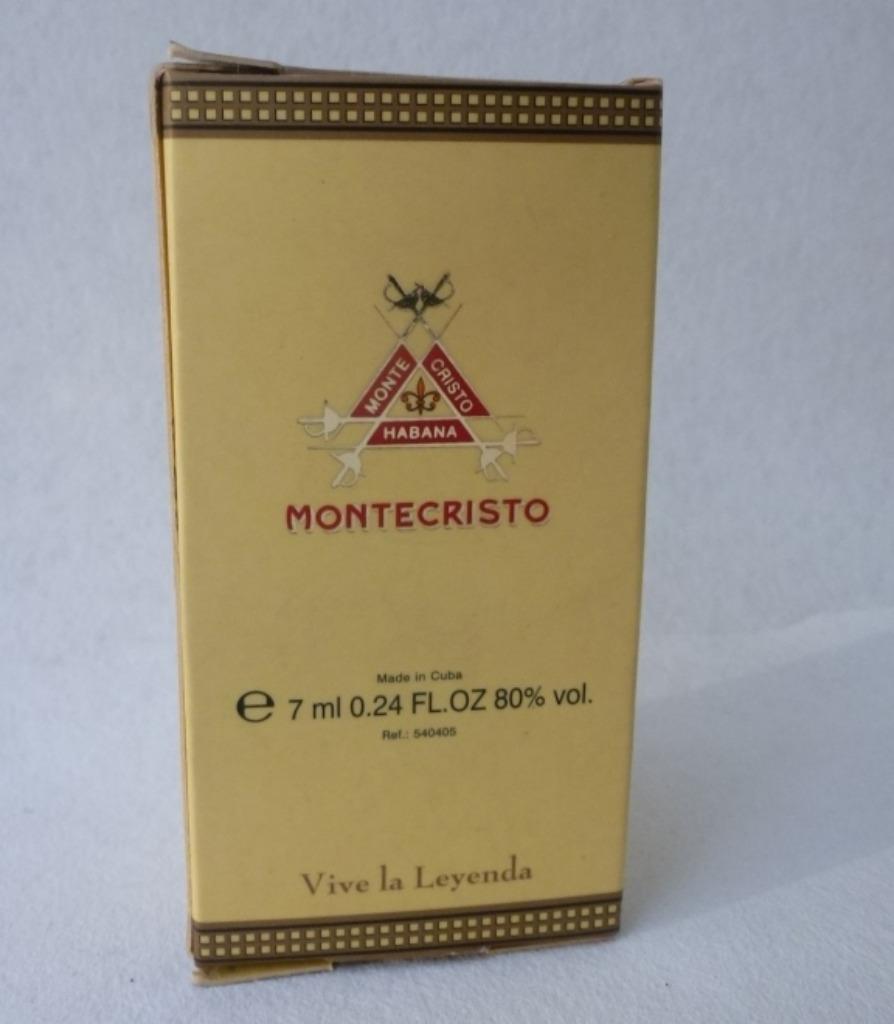 MONTE CRISTO
HABANA
MONTECRISTO
Made in Cuba
e 7 ml 0.24 FL.OZ 80% vol.
Ref.: 540405
Vive la Leyenda